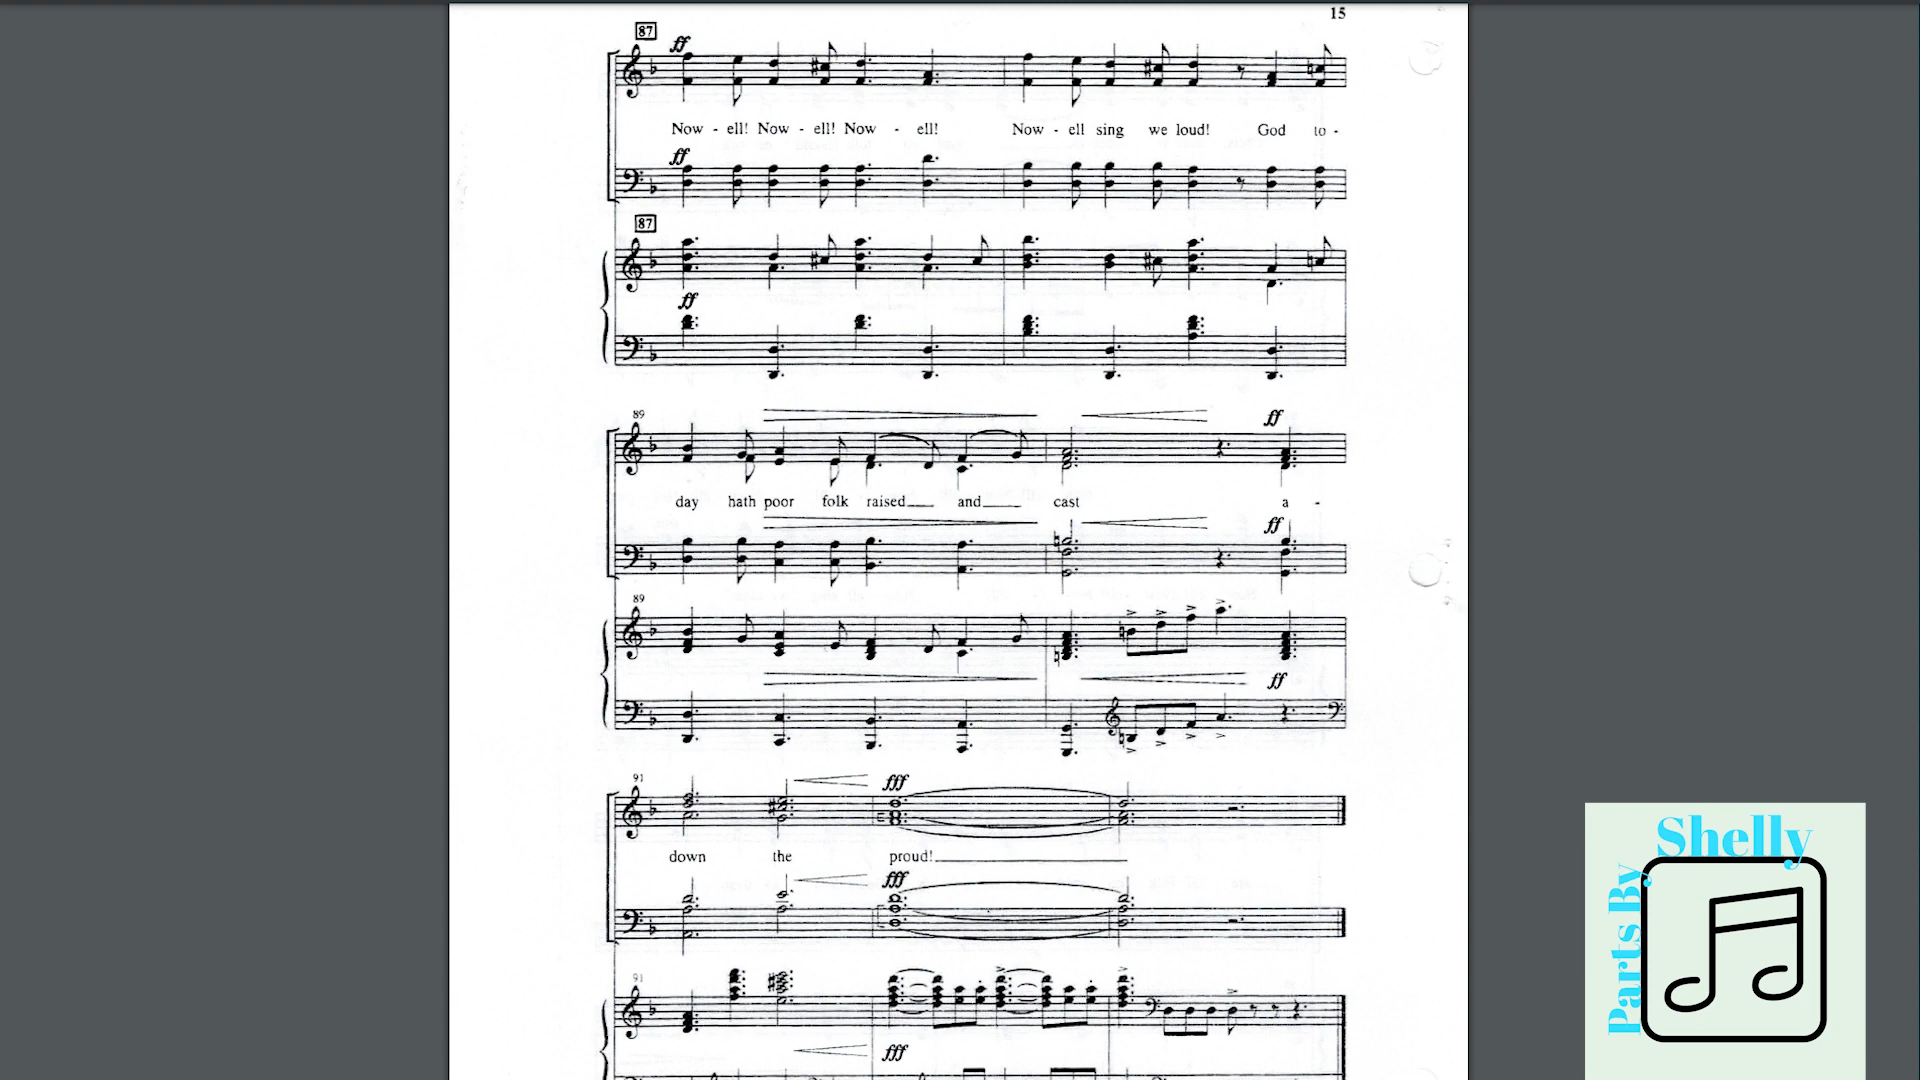 15
87
ff
Now - ell! Now - ell! Now - ell! Now - ell sing we loud! God to -
ff
87
ff
89
ff
day hath poor folk raised and cast a -
ff
89
ff
91
fff
down the proud!
fff
91
fff
Shelly
Parts By